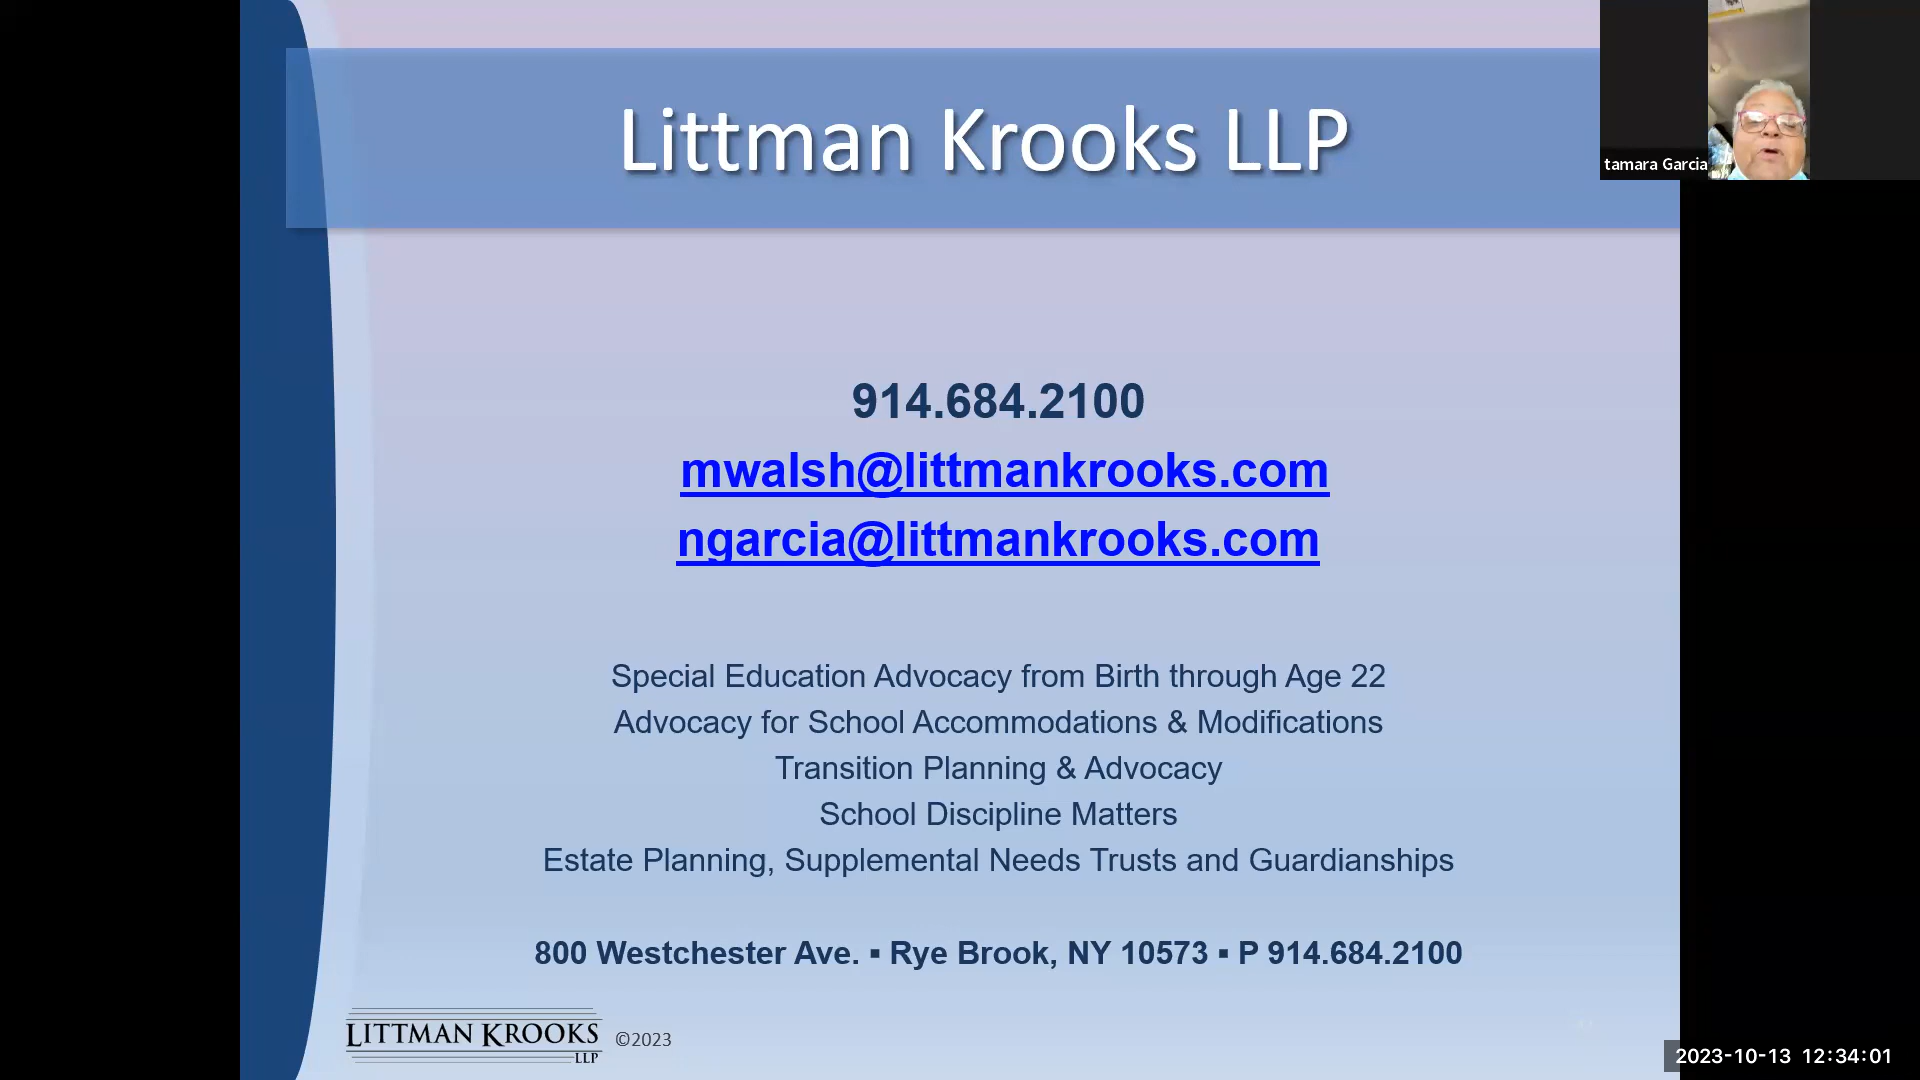 Littman Krooks LLP
tamara Garcia
914.684.2100
mwalsh@littmankrooks.com
ngarcia@littmankrooks.com
Special Education Advocacy from Birth through Age 22
Advocacy for School Accommodations & Modifications
Transition Planning & Advocacy
School Discipline Matters
Estate Planning, Supplemental Needs Trusts and Guardianships
800 Westchester Ave. ▪ Rye Brook, NY 10573 ▪ P 914.684.2100
LITTMAN KROOKS
LLP
©2023
2023-10-13 12:34:01